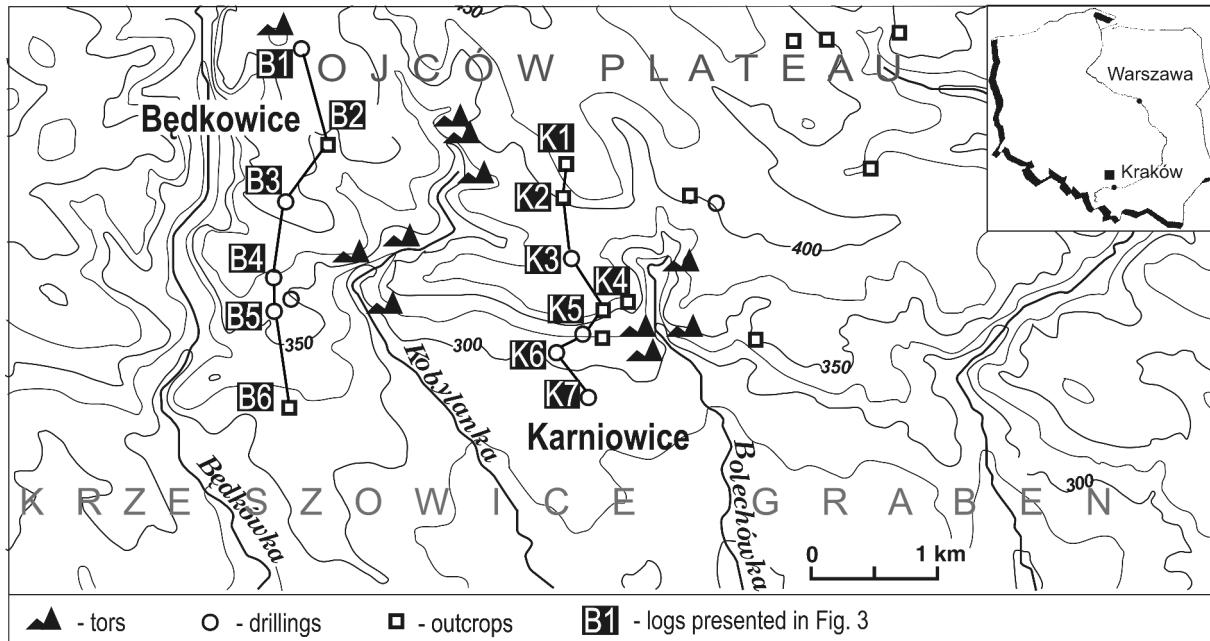 450
B1
OJCÓW PLATEAU
Warszawa
Będkowice
B2
K1
Kraków
B3
K2
400
B4
K3
K4
B5
K5
350
300
K6
350
B6
K7
Kobylanka
Karniowice
Będkówka
Bolechówka
300
KRZESZOWICE GRABEN
0 1 km
- tors - drillings - outcrops B1 - logs presented in Fig. 3